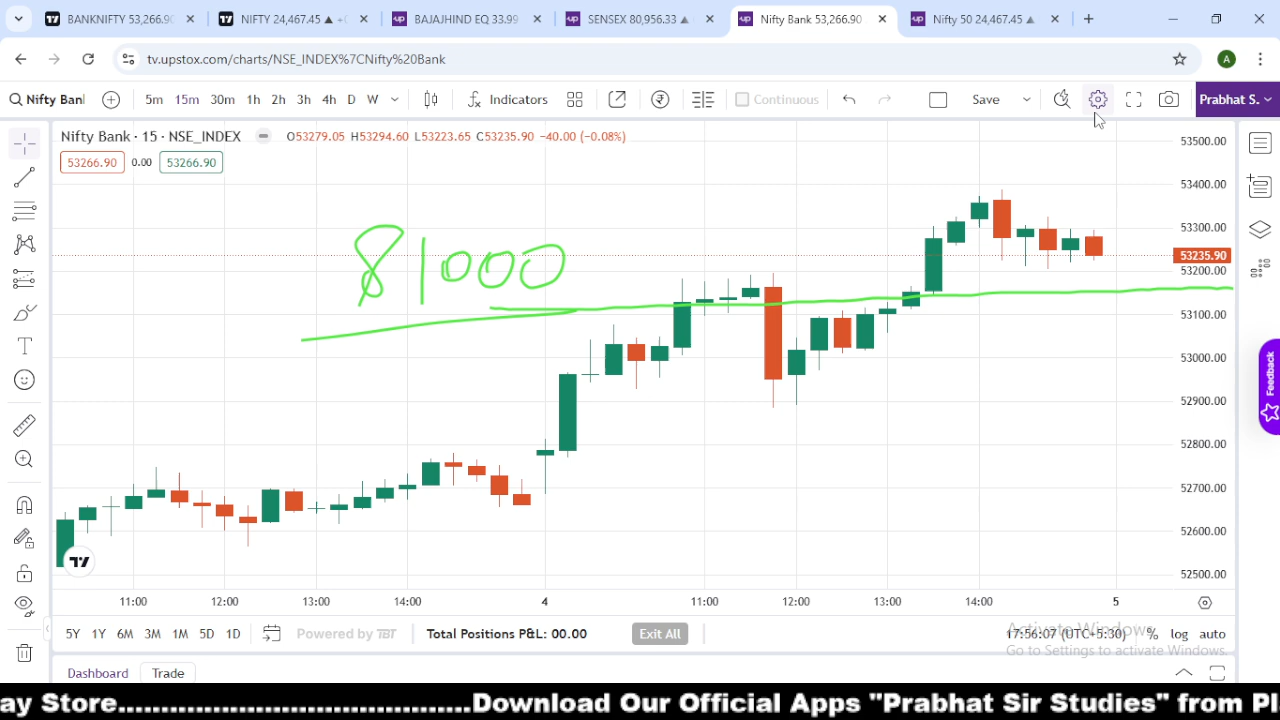 BANKNIFTY 53,266.90
NIFTY 24,467.45 ▲
BAJAJHIND EQ 33.99
SENSEX 80,956.33 ▲
Nifty Bank 53,266.90
Nifty 50 24,467.45 ▲
tv.upstox.com/charts/NSE_INDEX%7CNifty%20Bank
A
Nifty Bank
5m 15m 30m 1h 2h 3h 4h D W
Indicators
Continuous
Save
Prabhat S.
Nifty Bank · 15 · NSE_INDEX
O53279.05 H53294.60 L53223.65 C53235.90 −40.00 (−0.08%)
53266.90 0.00 53266.90
81000
53500.00
53400.00
53300.00
53235.90
53200.00
53100.00
53000.00
52900.00
52800.00
52700.00
52600.00
52500.00
Feedback
11:00 12:00 13:00 14:00 4 11:00 12:00 13:00 14:00 5
5Y 1Y 6M 3M 1M 5D 1D
Powered by TBT
Total Positions P&L: 00.00
Exit All
17:56:07 (UTC+5:30)
% log auto
Activate Windows
Go to Settings to activate Windows.
Dashboard Trade
ay Store.......................................Download Our Official Apps "Prabhat Sir Studies" from Pl